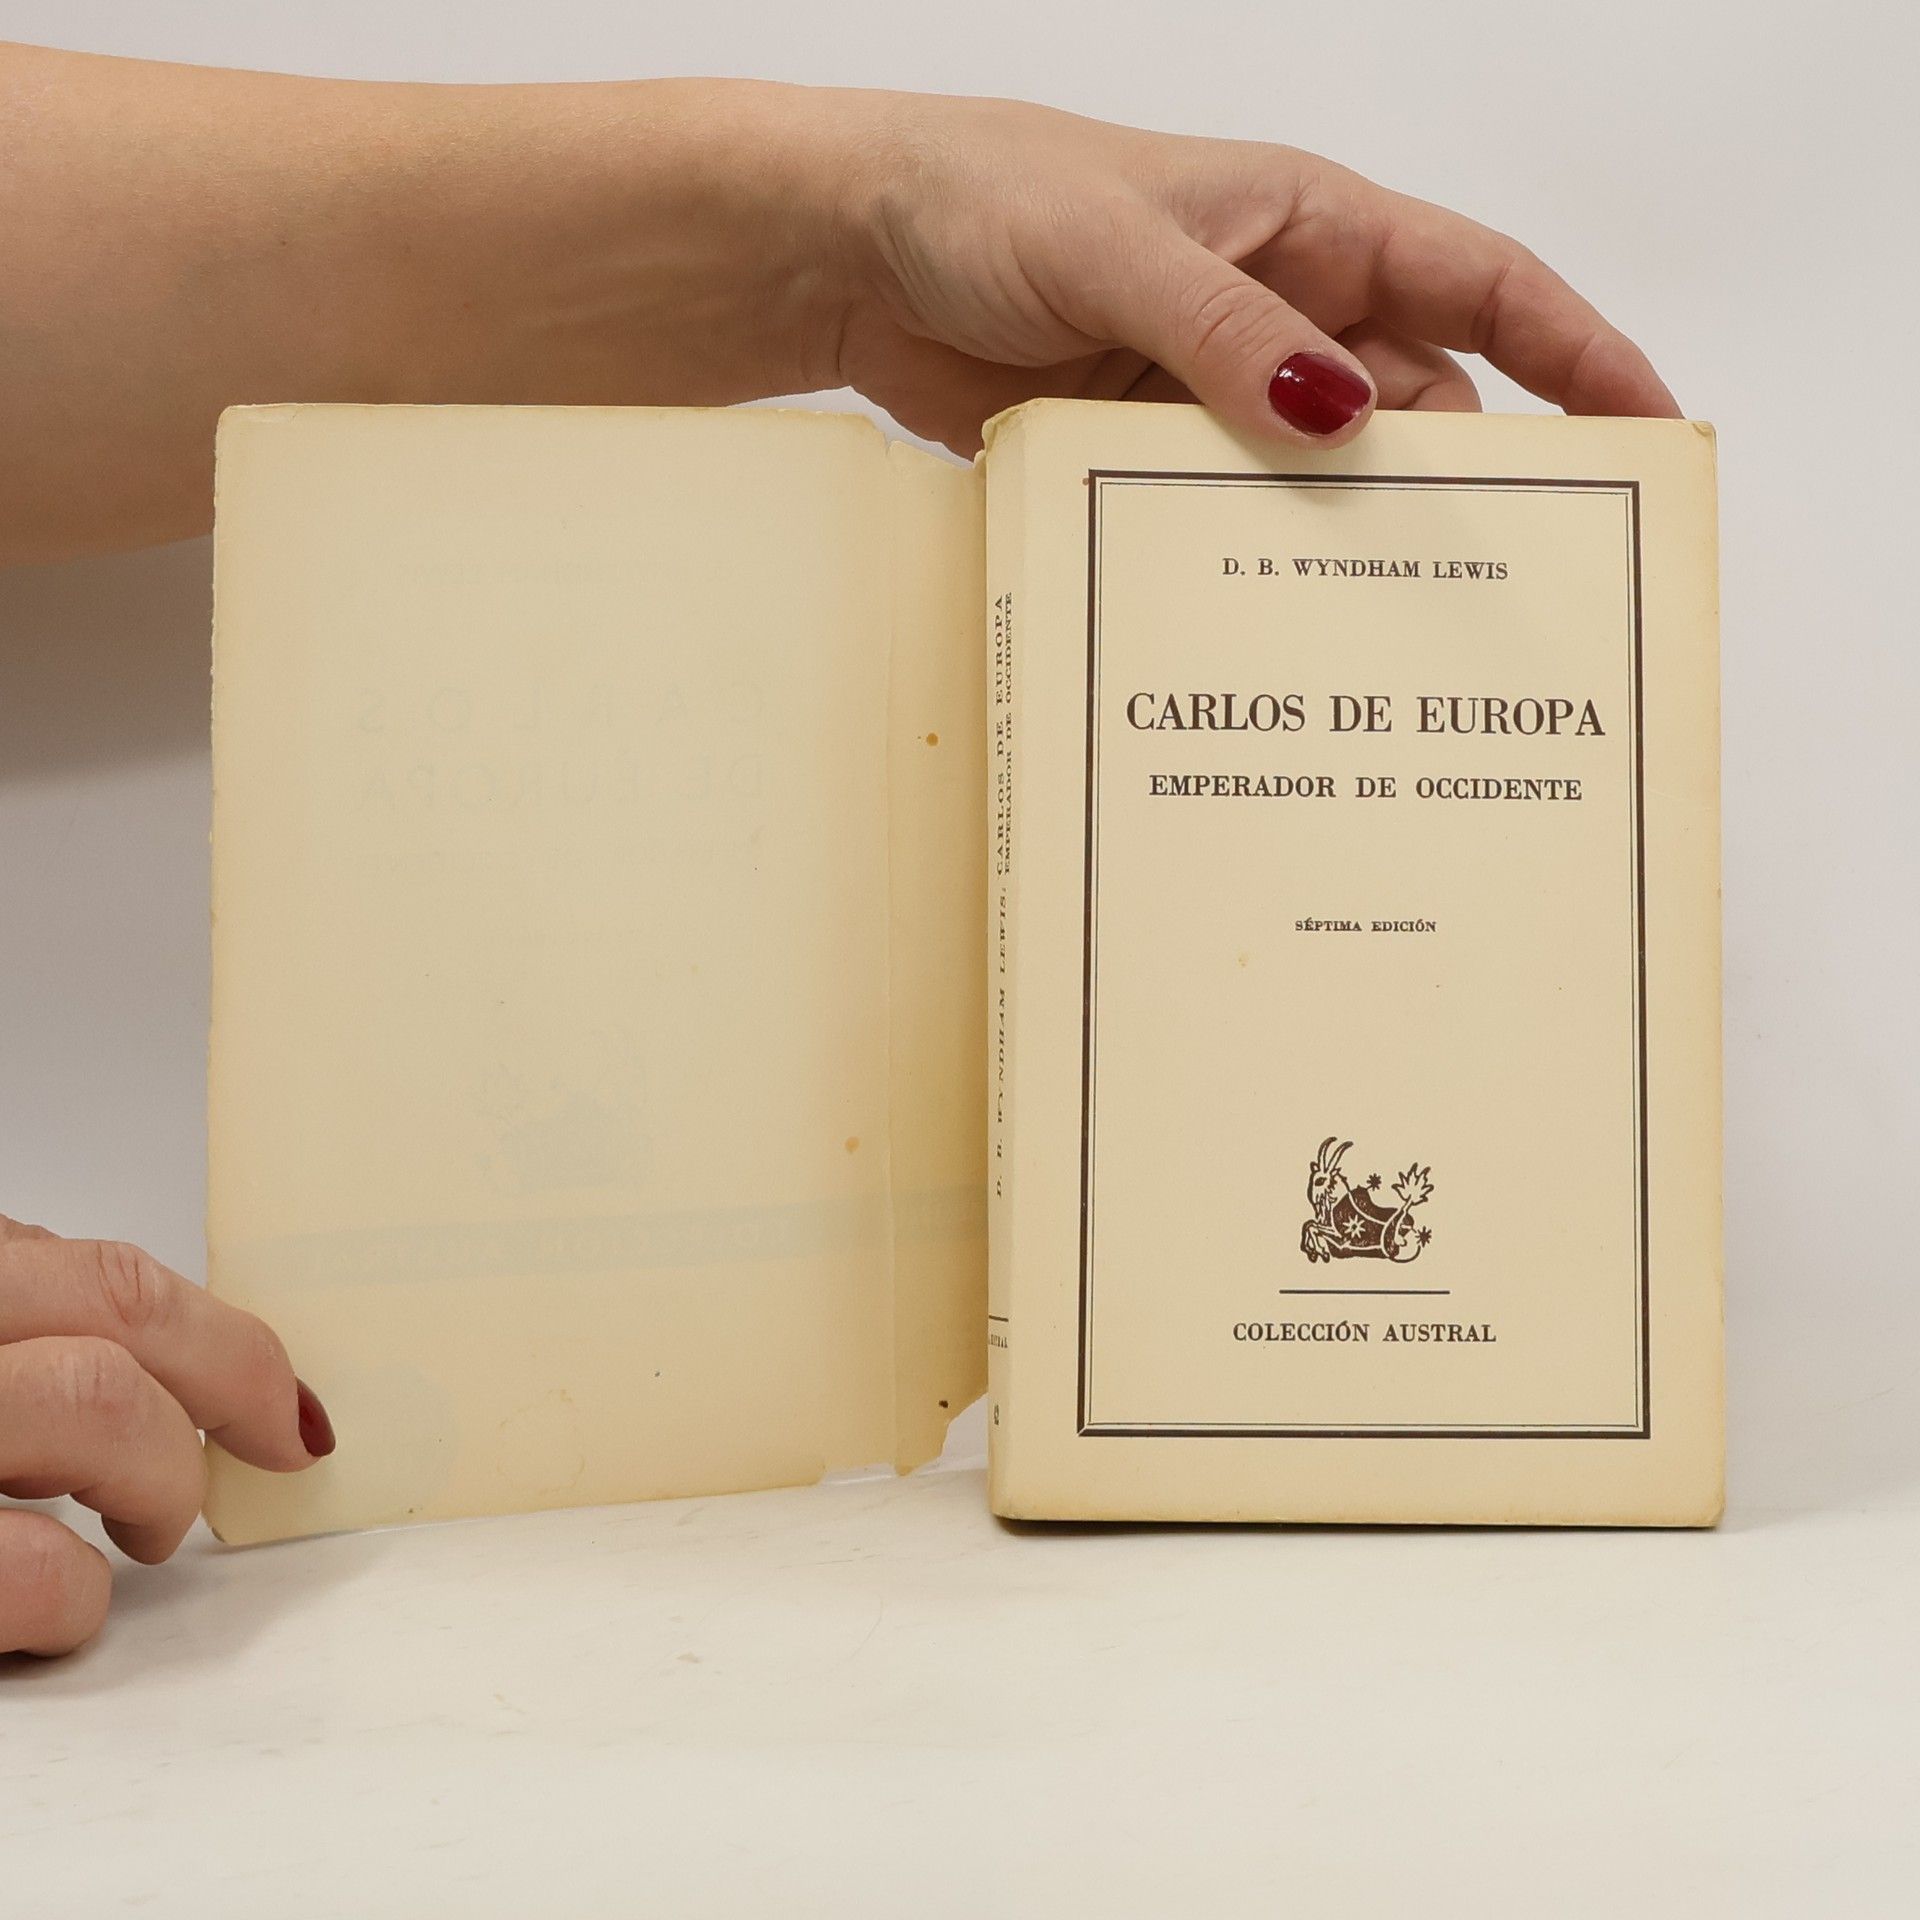 D. B. WYNDHAM LEWIS: CARLOS DE EUROPA
EMPERADOR DE OCCIDENTE
D. B. WYNDHAM LEWIS
CARLOS DE EUROPA
EMPERADOR DE OCCIDENTE
SÉPTIMA EDICIÓN
COLECCIÓN AUSTRAL